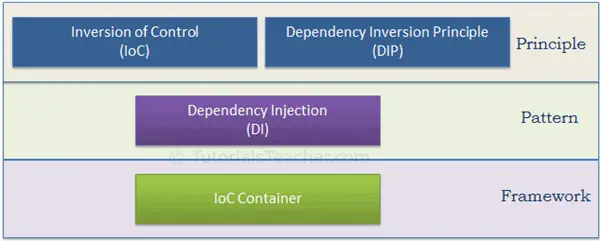 Inversion of Control
(IoC)
Dependency Inversion Principle
(DIP)
Principle
Dependency Injection
(DI)
Pattern
© TutorialsTeacher.com
IoC Container
Framework